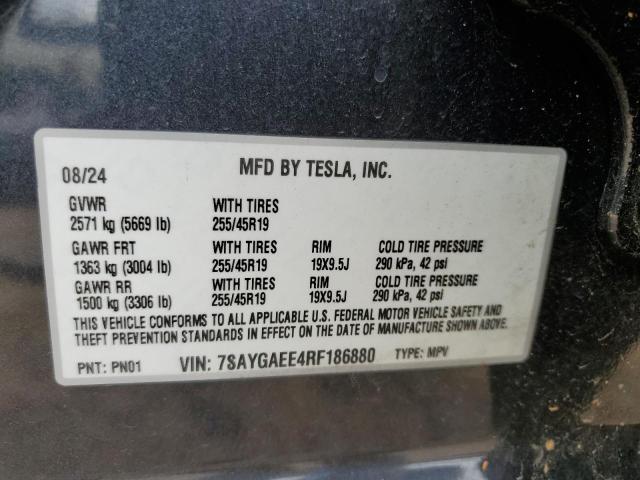 08/24 MFD BY TESLA, INC.
GVWR WITH TIRES
2571 kg (5669 lb) 255/45R19
GAWR FRT WITH TIRES RIM COLD TIRE PRESSURE
1363 kg (3004 lb) 255/45R19 19X9.5J 290 kPa, 42 psi
GAWR RR WITH TIRES RIM COLD TIRE PRESSURE
1500 kg (3306 lb) 255/45R19 19X9.5J 290 kPa, 42 psi
THIS VEHICLE CONFORMS TO ALL APPLICABLE U.S. FEDERAL MOTOR VEHICLE SAFETY AND
THEFT PREVENTION STANDARDS IN EFFECT ON THE DATE OF MANUFACTURE SHOWN ABOVE.
PNT: PN01 VIN: 7SAYGAEE4RF186880 TYPE: MPV